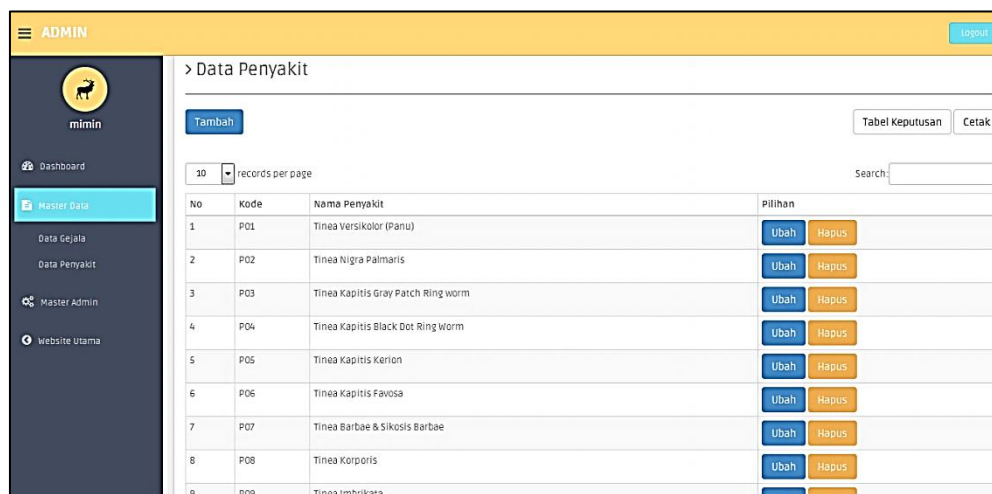 ADMIN
Logout
mimin
Dashboard
Master Data
Data Gejala
Data Penyakit
Master Admin
Website Utama
> Data Penyakit
Tambah
Tabel Keputusan
Cetak
10 records per page
Search:
No Kode Nama Penyakit Pilihan
1 P01 Tinea Versikolor (Panu) Ubah Hapus
2 P02 Tinea Nigra Palmaris Ubah Hapus
3 P03 Tinea Kapitis Gray Patch Ring worm Ubah Hapus
4 P04 Tinea Kapitis Black Dot Ring Worm Ubah Hapus
5 P05 Tinea Kapitis Kerion Ubah Hapus
6 P06 Tinea Kapitis Favosa Ubah Hapus
7 P07 Tinea Barbae & Sikosis Barbae Ubah Hapus
8 P08 Tinea Korporis Ubah Hapus
9 P09 Tinea Imbrikata